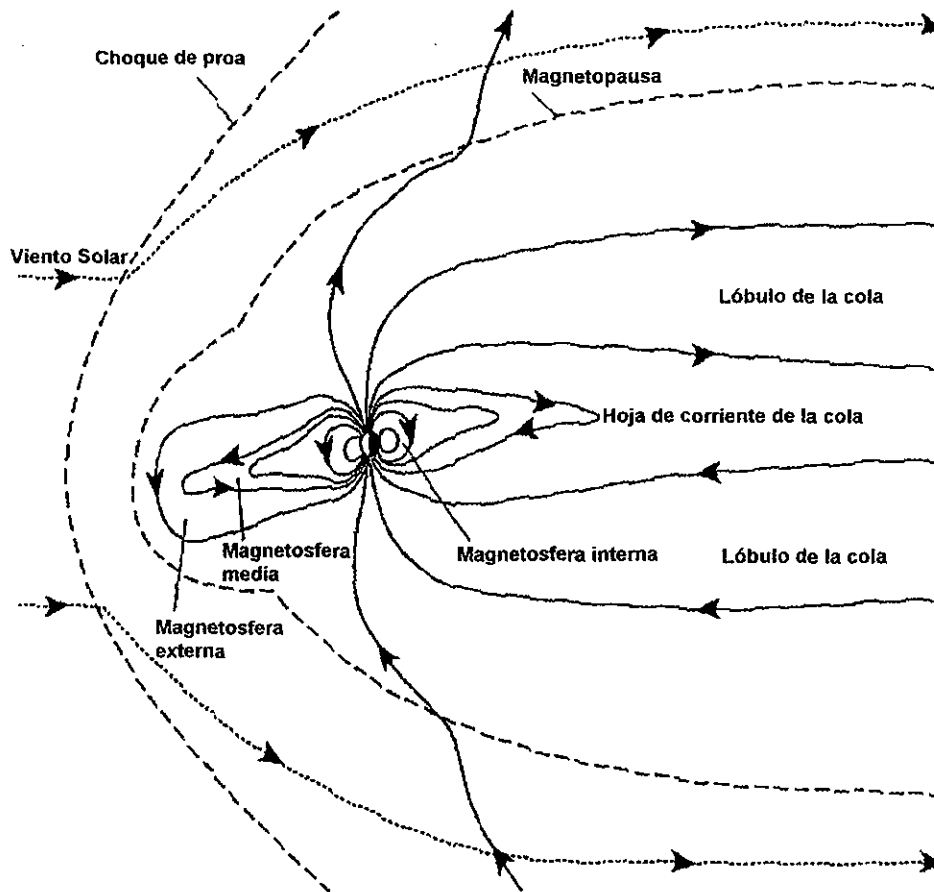 Choque de proa
Magnetopausa
Viento Solar
Lóbulo de la cola
Hoja de corriente de la cola
Magnetosfera
media
Magnetosfera interna
Lóbulo de la cola
Magnetosfera
externa